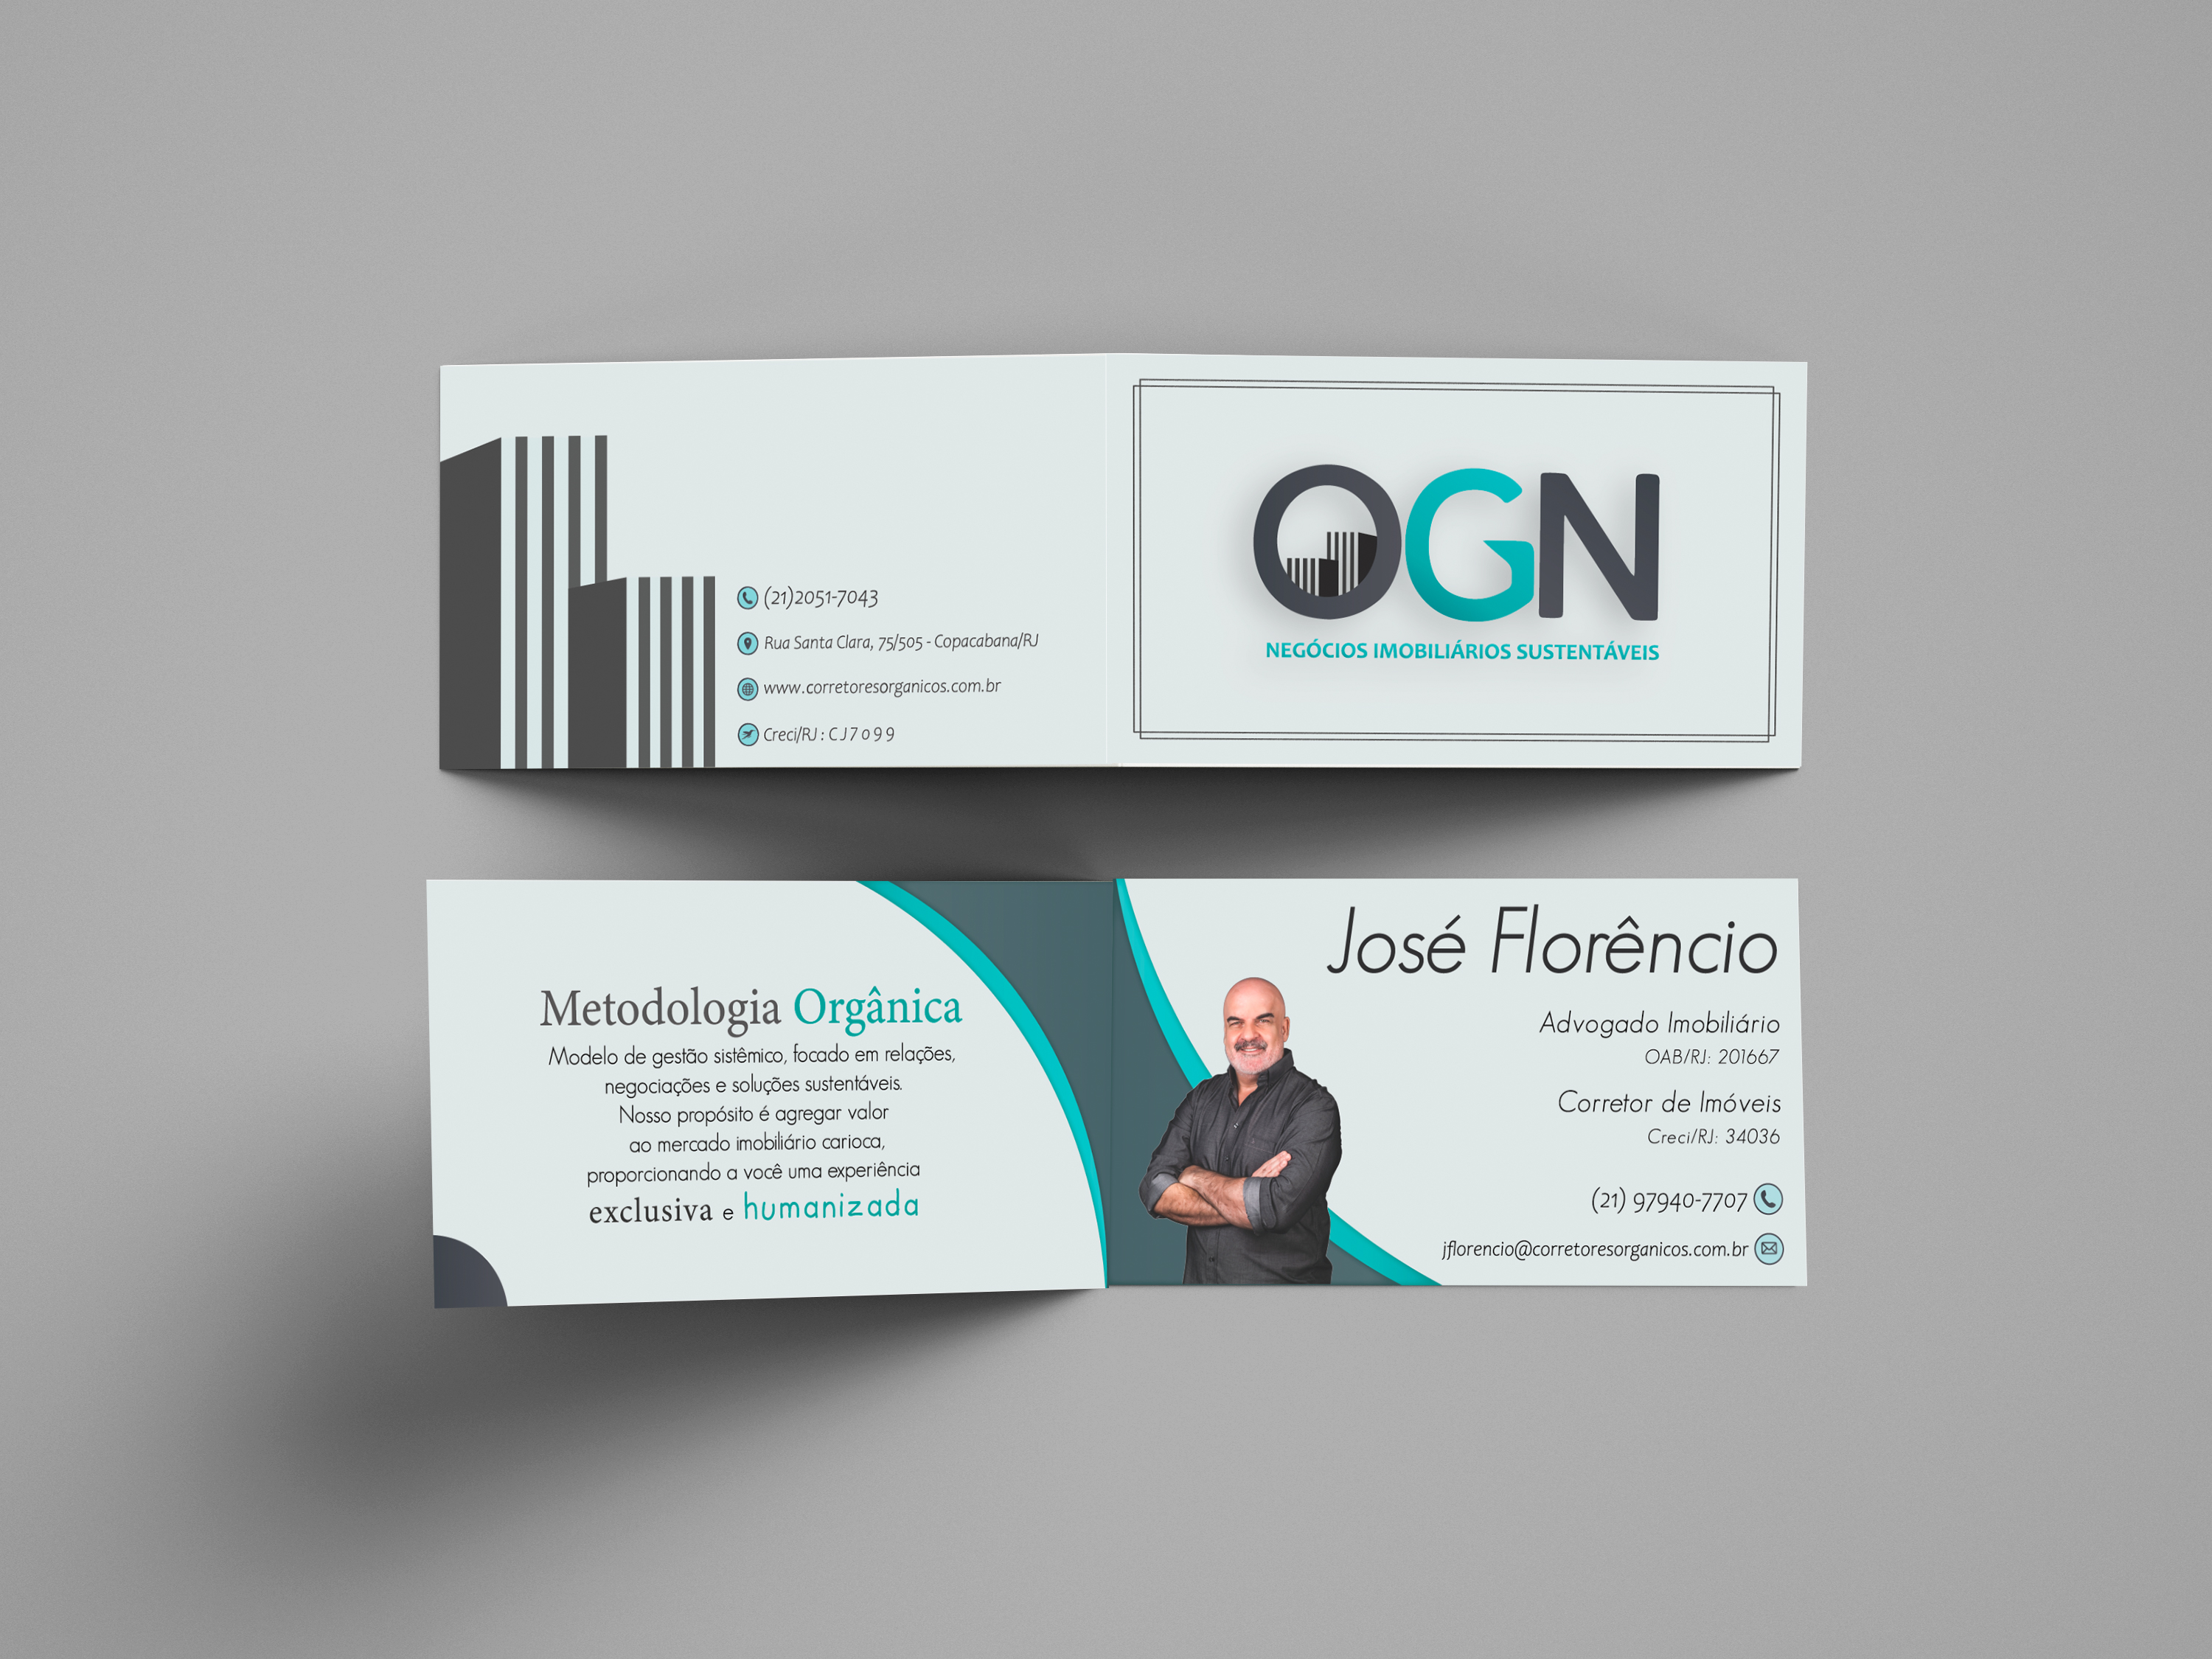 (21)2051-7043
Rua Santa Clara, 75/505 - Copacabana/RJ
www.corretoresorganicos.com.br
Creci/RJ : CJ7099
OGN
NEGÓCIOS IMOBILIÁRIOS SUSTENTÁVEIS
Metodologia Orgânica
Modelo de gestão sistêmico, focado em relações,
negociações e soluções sustentáveis.
Nosso propósito é agregar valor
ao mercado imobiliário carioca,
proporcionando a você uma experiência
exclusiva e humanizada
José Florêncio
Advogado Imobiliário
OAB/RJ: 201667
Corretor de Imóveis
Creci/RJ: 34036
(21) 97940-7707
jflorencio@corretoresorganicos.com.br